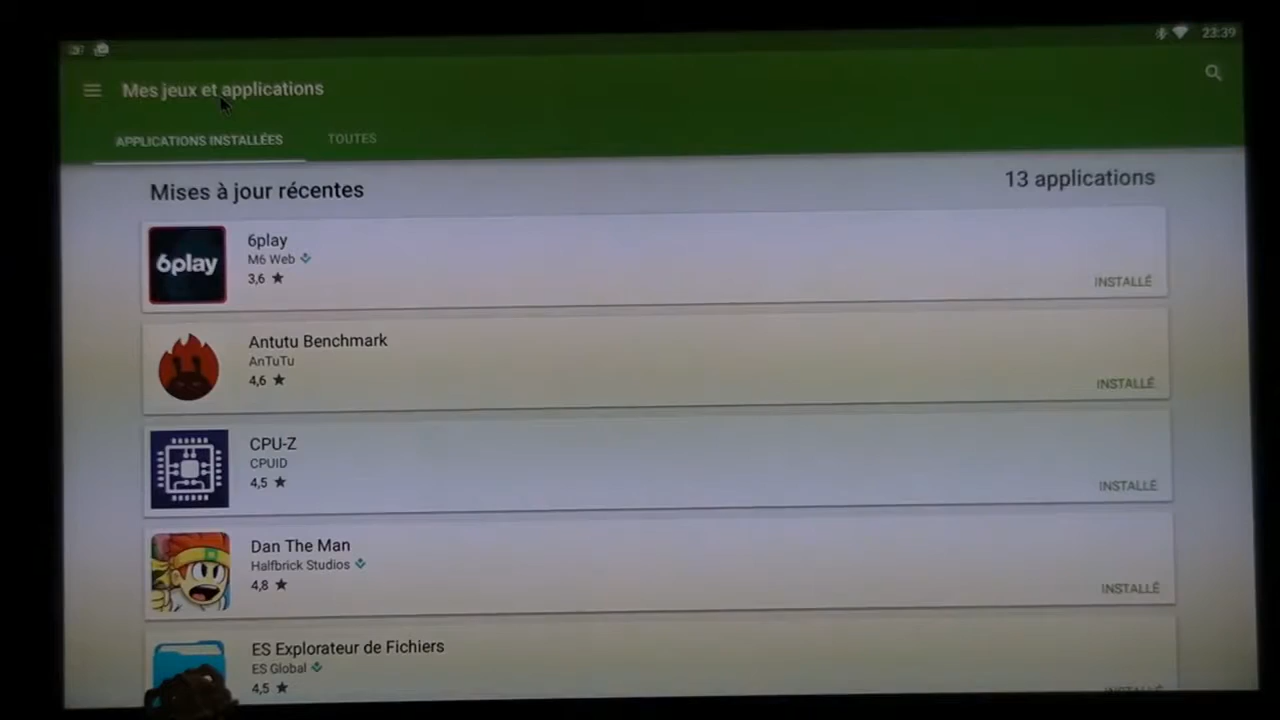 23:39
Mes jeux et applications
APPLICATIONS INSTALLÉES TOUTES
Mises à jour récentes 13 applications
6play
6play
M6 Web
3,6 ★
INSTALLÉ
Antutu Benchmark
AnTuTu
4,6 ★
INSTALLÉ
CPU-Z
CPUID
4,5 ★
INSTALLÉ
Dan The Man
Halfbrick Studios
4,8 ★
INSTALLÉ
ES Explorateur de Fichiers
ES Global
4,5 ★
INSTALLÉ